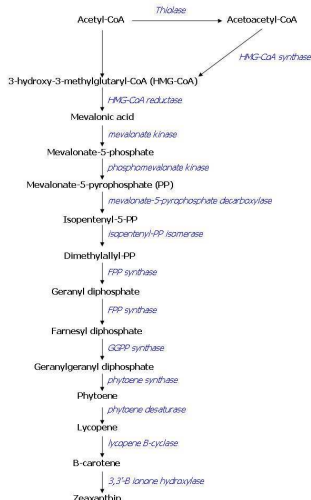 Thiolase
Acetyl-CoA Acetoacetyl-CoA
HMG-CoA synthase
3-hydroxy-3-methylglutaryl-CoA (HMG-CoA)
HMG-CoA reductase
Mevalonic acid
mevalonate kinase
Mevalonate-5-phosphate
phosphomevalonate kinase
Mevalonate-5-pyrophosphate (PP)
mevalonate-5-pyrophosphate decarboxylase
Isopentenyl-5-PP
isopentenyl-PP isomerase
Dimethylallyl-PP
FPP synthase
Geranyl diphosphate
FPP synthase
Farnesyl diphosphate
GGPP synthase
Geranylgeranyl diphosphate
phytoene synthase
Phytoene
phytoene desaturase
Lycopene
lycopene B-cyclase
B-carotene
3,3'-B ionone hydroxylase
Zeaxanthin